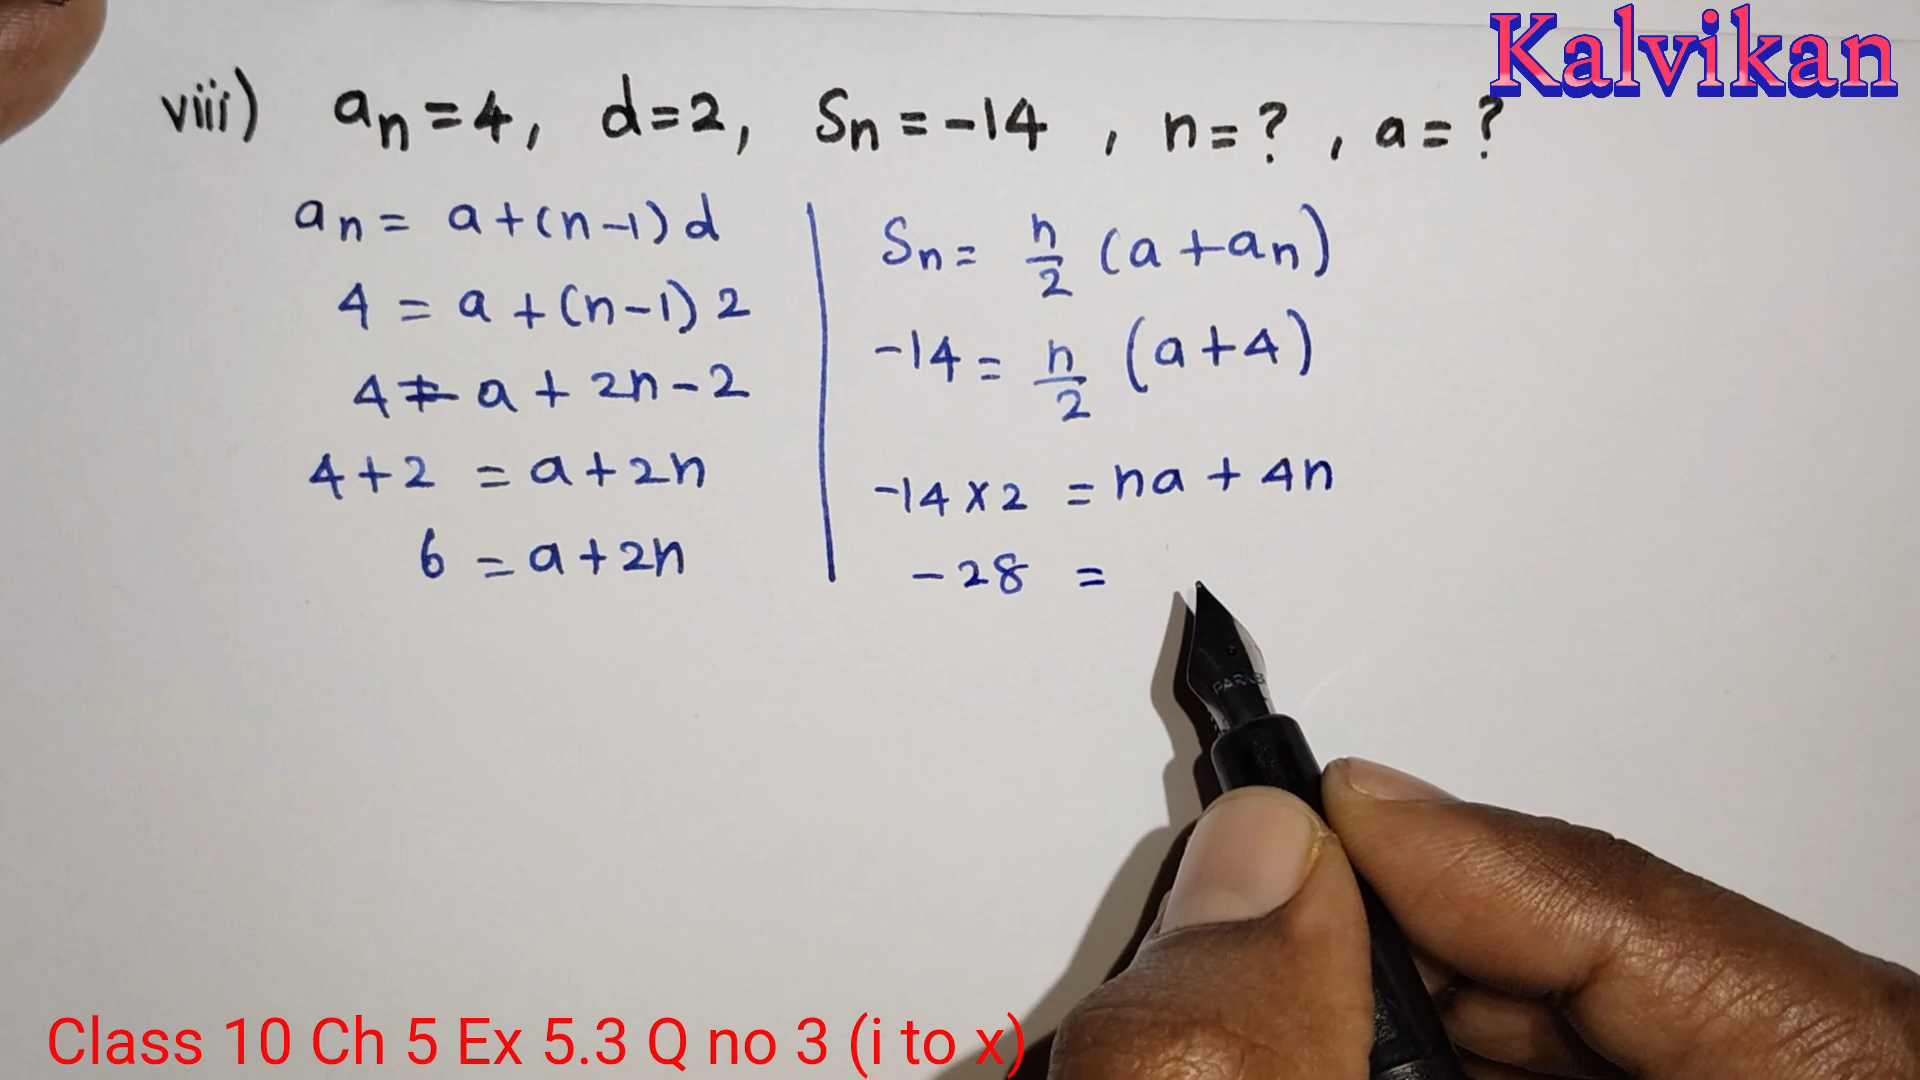 Kalvikan
viii) an = 4, d = 2, Sn = -14 , n = ? , a = ?
an = a + (n-1) d
4 = a + (n-1) 2
4 = a + 2n - 2
4 + 2 = a + 2n
6 = a + 2n
Sn = n/2 (a + an)
-14 = n/2 (a + 4)
-14 × 2 = na + 4n
-28 =
Class 10 Ch 5 Ex 5.3 Q no 3 (i to x)